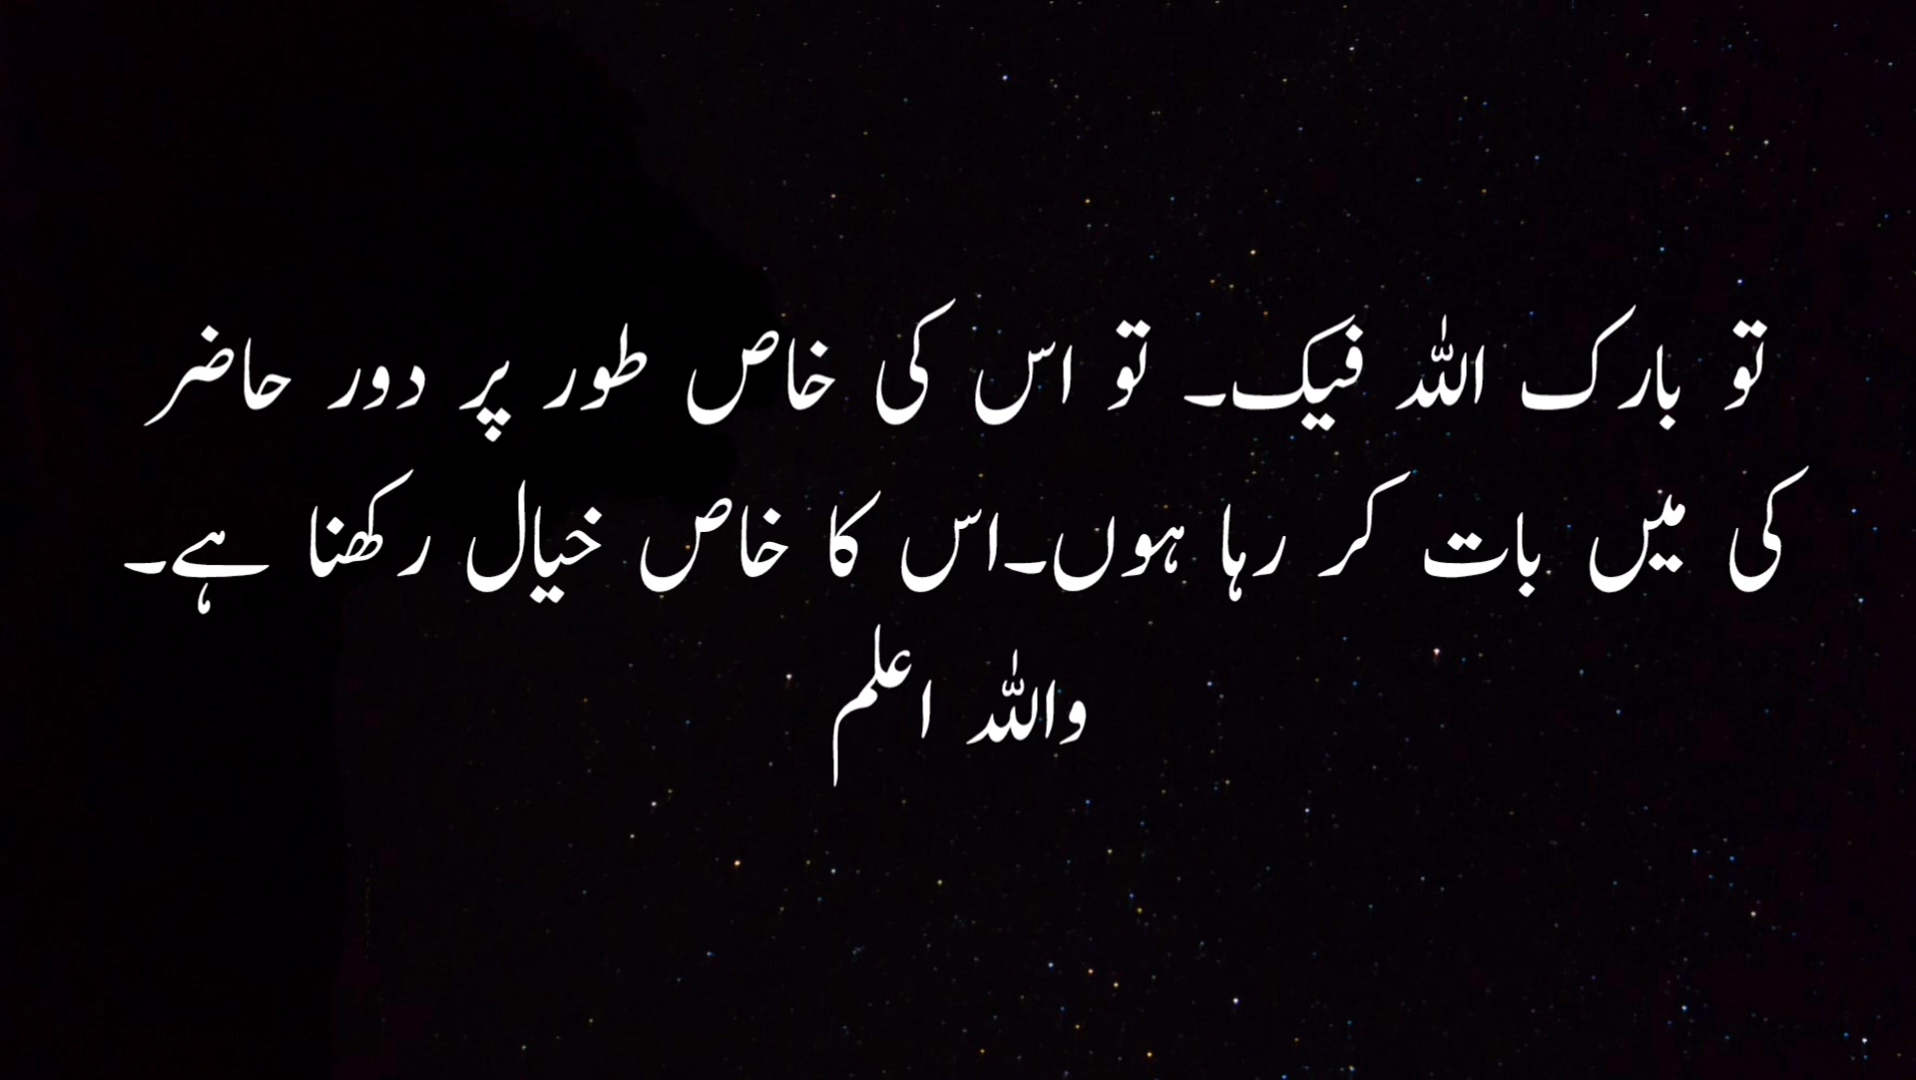 تو بارک اللہ فیک۔ تو اس کی خاص طور پر دور حاضر
کی میں بات کر رہا ہوں۔اس کا خاص خیال رکھنا ہے۔
واللہ اعلم